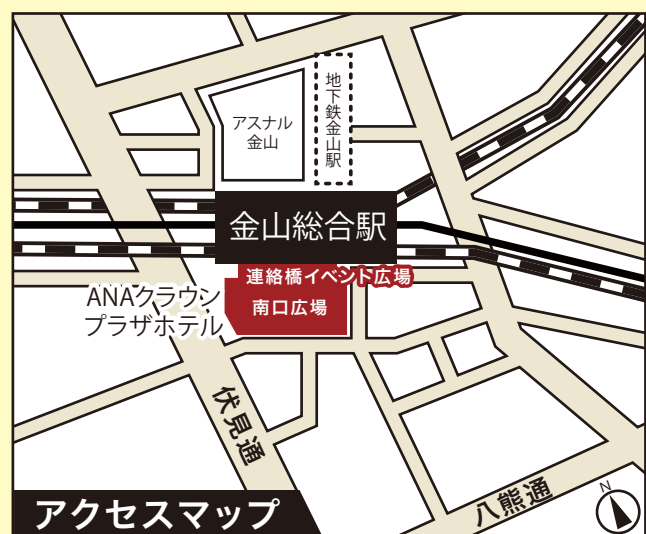 アスナル
金山
地下鉄金山駅
金山総合駅
連絡橋イベント広場
南口広場
ANAクラウン
プラザホテル
伏見通
八熊通
N
アクセスマップ